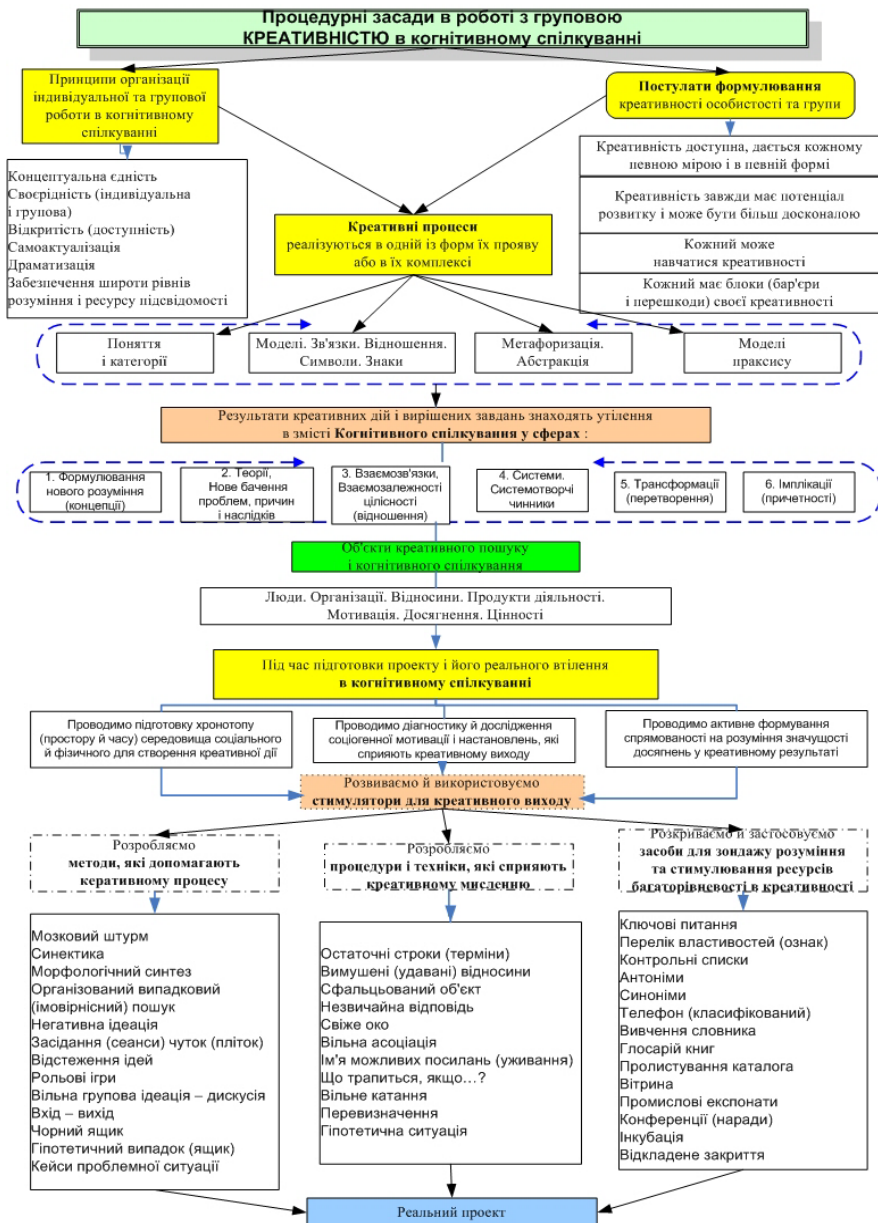 Процедурні засади в роботі з груповою
КРЕАТИВНІСТЮ в когнітивному спілкуванні
Принципи організації
індивідуальної та групової
роботи в когнітивному
спілкуванні
Постулати формулювання
креативності особистості та групи
Концептуальна єдність
Своєрідність (індивідуальна
і групова)
Відкритість (доступність)
Самоактуалізація
Драматизація
Забезпечення широти рівнів
розуміння і ресурсу підсвідомості
Креативність доступна, дається кожному
певною мірою і в певній формі
Креативність завжди має потенціал
розвитку і може бути більш досконалою
Кожний може
навчатися креативності
Кожний має блоки (бар'єри
і перешкоди) своєї креативності
Креативні процеси
реалізуються в одній із форм їх прояву
або в їх комплексі
Поняття
і категорії
Моделі. Зв'язки. Відношення.
Символи. Знаки
Метафоризація.
Абстракція
Моделі
праксису
Результати креативних дій і вирішених завдань знаходять утілення
в змісті Когнітивного спілкування у сферах :
1. Формулювання
нового розуміння
(концепції)
2. Теорії,
Нове бачення
проблем, причин
і наслідків
3. Взаємозв'язки,
Взаємозалежності
цілісності
(відношення)
4. Системи.
Системотворчі
чинники
5. Трансформації
(перетворення)
6. Імплікації
(причетності)
Об'єкти креативного пошуку
і когнітивного спілкування
Люди. Організації. Відносини. Продукти діяльності.
Мотивація. Досягнення. Цінності
Під час підготовки проекту і його реального втілення
в когнітивному спілкуванні
Проводимо підготовку хронотопу
(простору й часу) середовища соціального
й фізичного для створення креативної дії
Проводимо діагностику й дослідження
соціогенної мотивації і настановлень, які
сприяють креативному виходу
Проводимо активне формування
спрямованості на розуміння значущості
досягнень у креативному результаті
Розвиваємо й використовуємо
стимулятори для креативного виходу
Розробляємо
методи, які допомагають
керативному процесу
Розробляємо
процедури і техніки, які сприяють
креативному мисленню
Розкриваємо й застосовуємо
засоби для зондажу розуміння
та стимулювання ресурсів
багаторівневості в креативності
Мозковий штурм
Синектика
Морфологічний синтез
Організований випадковий
(імовірнісний) пошук
Негативна ідеація
Засідання (сеанси) чуток (пліток)
Відстеження ідей
Рольові ігри
Вільна групова ідеація – дискусія
Вхід – вихід
Чорний ящик
Гіпотетичний випадок (ящик)
Кейси проблемної ситуації
Остаточні строки (терміни)
Вимушені (удавані) відносини
Сфальцьований об'єкт
Незвичайна відповідь
Свіже око
Вільна асоціація
Ім'я можливих посилань (уживання)
Що трапиться, якщо…?
Вільне катання
Перевизначення
Гіпотетична ситуація
Ключові питання
Перелік властивостей (ознак)
Контрольні списки
Антоніми
Синоніми
Телефон (класифікований)
Вивчення словника
Глосарій книг
Пролистування каталога
Вітрина
Промислові експонати
Конференції (наради)
Інкубація
Відкладене закриття
Реальний проект